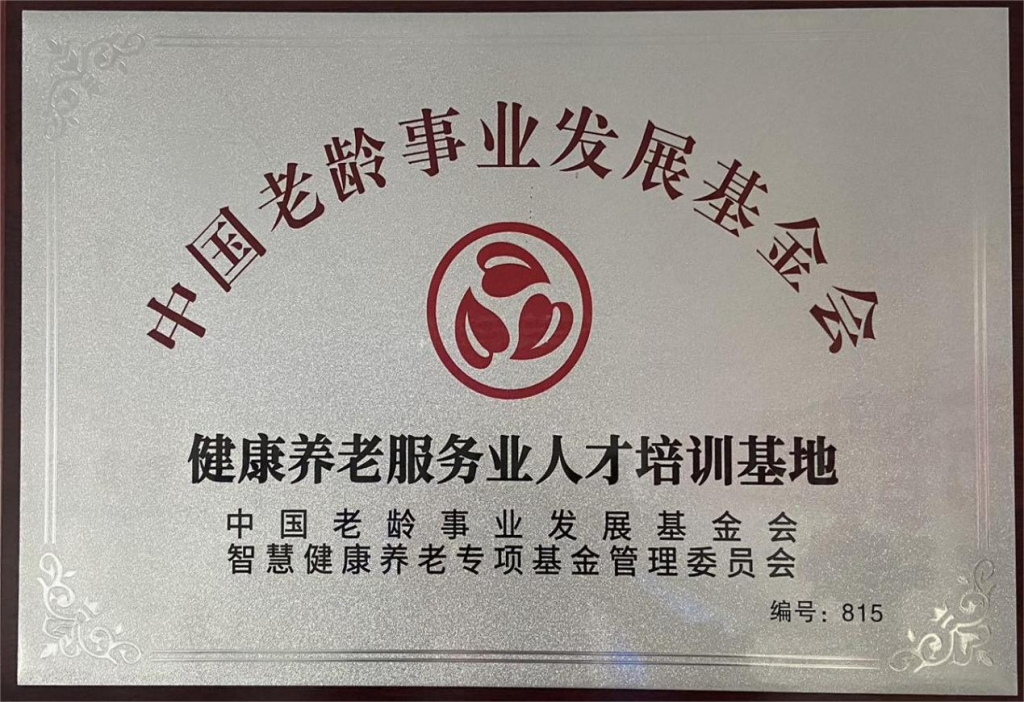 中国老龄事业发展基金会
健康养老服务业人才培训基地
中国老龄事业发展基金会
智慧健康养老专项基金管理委员会
编号：815